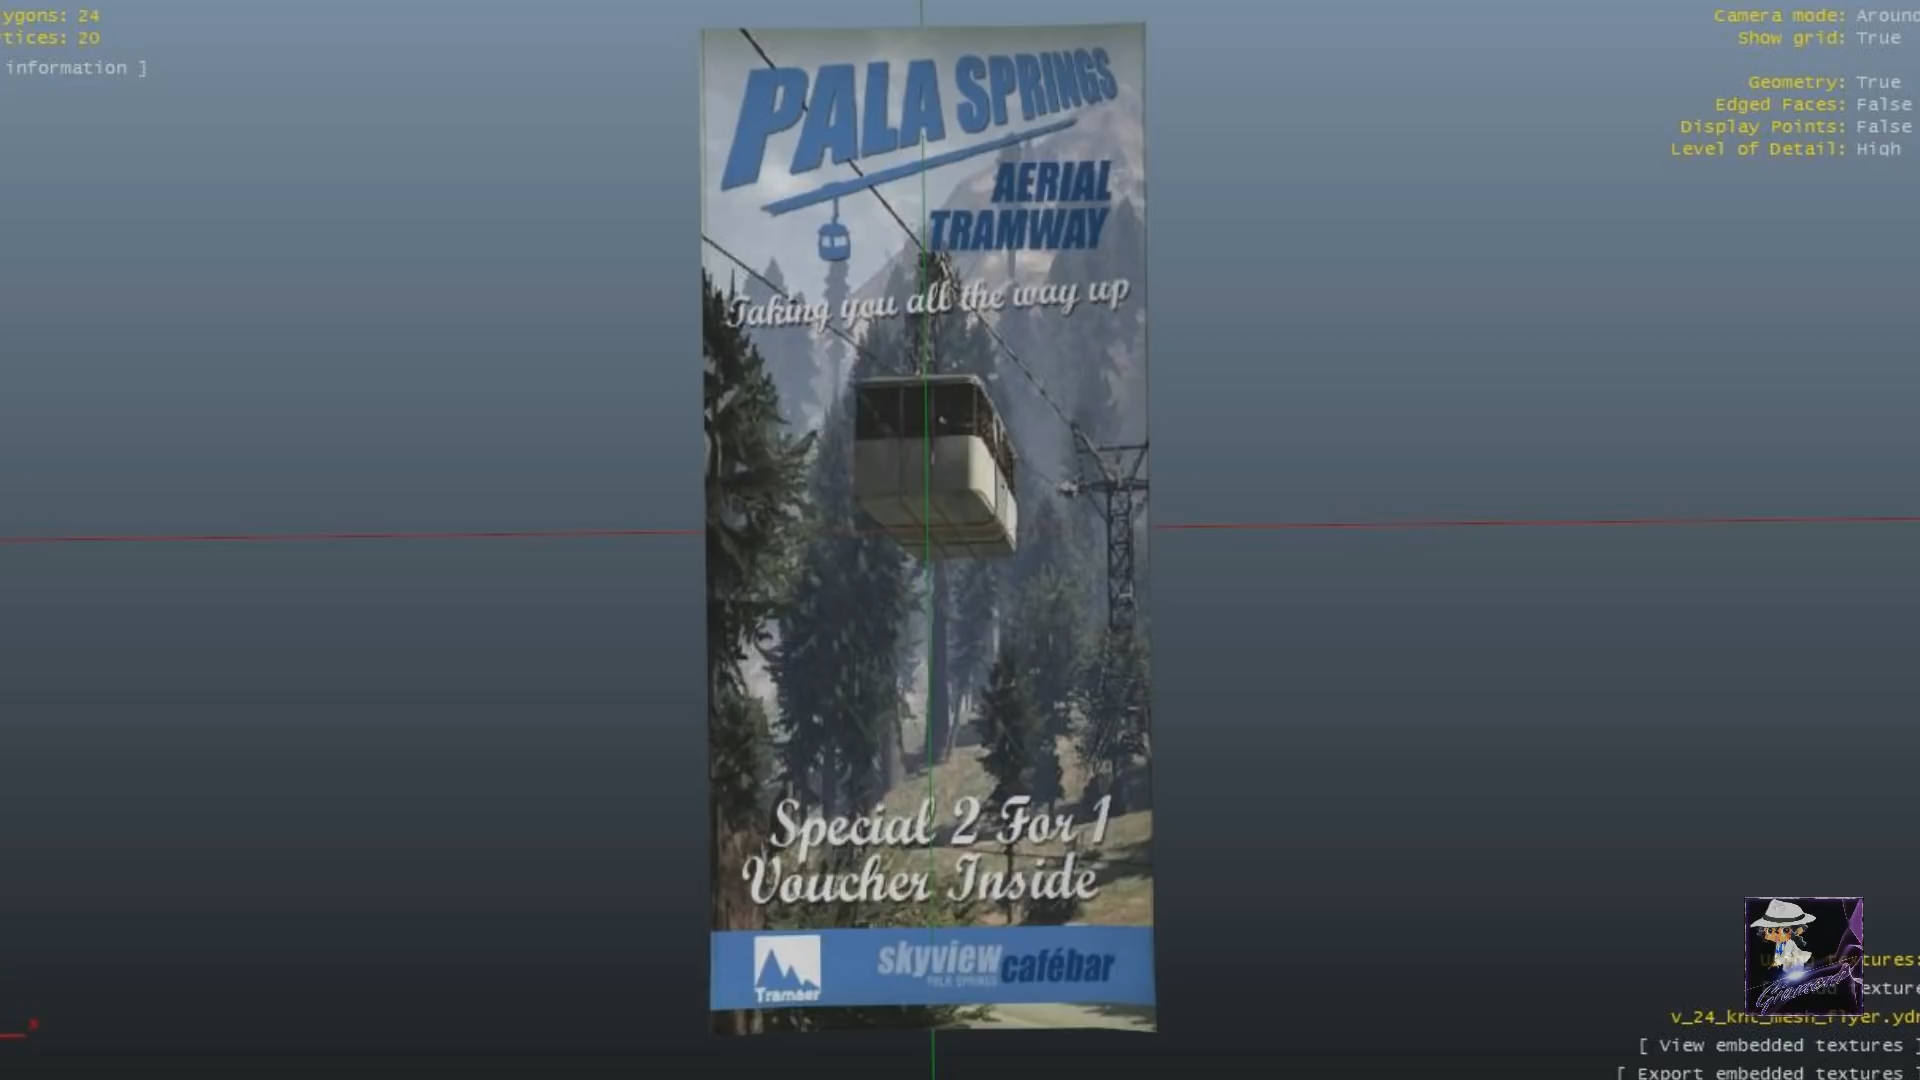 ygons: 24
tices: 20
information ]
Camera mode: Around
Show grid: True
Geometry: True
Edged Faces: False
Display Points: False
Level of Detail: High
PALA SPRINGS
AERIAL
TRAMWAY
Taking you all the way up
Special 2 For 1
Voucher Inside
Tramber
skyview cafébar
PALA SPRINGS
[ View embedded textures ]
[ Export embedded textures ]